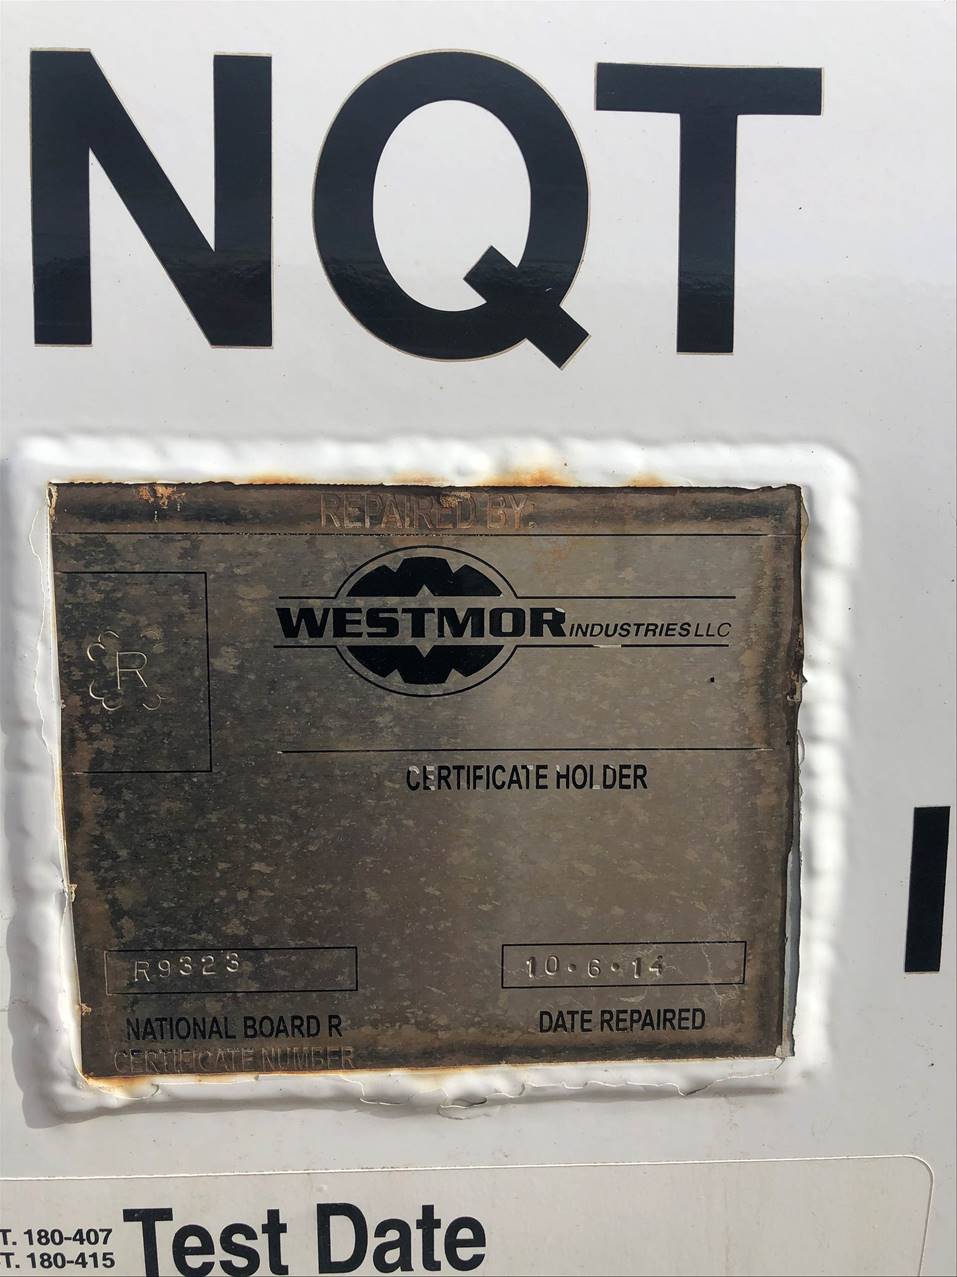 NQT
REPAIRED BY:
WESTMOR INDUSTRIES LLC
R
CERTIFICATE HOLDER
R9323
10·6·14
NATIONAL BOARD R
CERTIFICATE NUMBER
DATE REPAIRED
T. 180-407
T. 180-415
Test Date